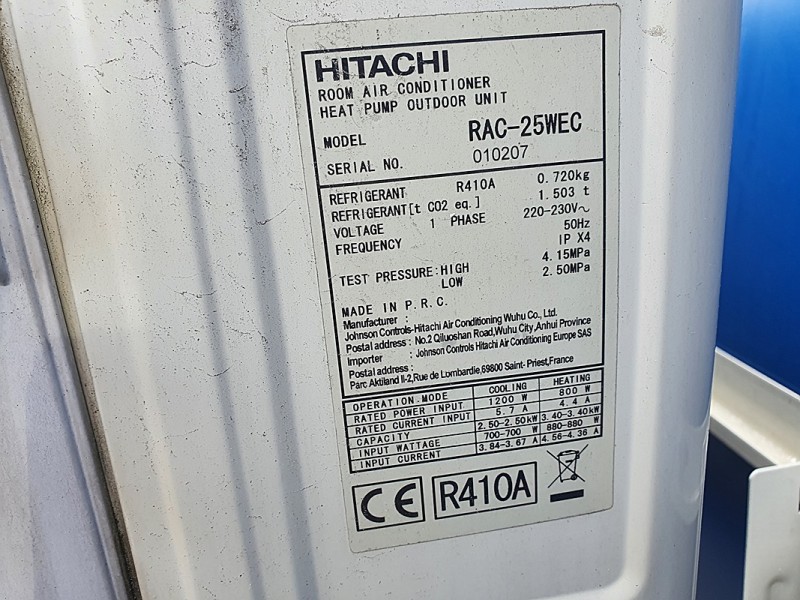 HITACHI
ROOM AIR CONDITIONER
HEAT PUMP OUTDOOR UNIT
MODEL RAC-25WEC
SERIAL NO. 010207
REFRIGERANT R410A 0.720kg
REFRIGERANT[t CO2 eq.] 1.503 t
VOLTAGE 1 PHASE 220-230V~
FREQUENCY 50Hz
IP X4
TEST PRESSURE:HIGH 4.15MPa
LOW 2.50MPa
MADE IN P.R.C.
Manufacturer :
Johnson Controls-Hitachi Air Conditioning Wuhu Co., Ltd.
Postal address : No.2 Qiluoshan Road,Wuhu City,Anhui Province
Importer : Johnson Controls Hitachi Air Conditioning Europe SAS
Postal address :
Parc Aktiland II-2,Rue de Lombardie,69800 Saint- Priest,France
OPERATION-MODE COOLING HEATING
RATED POWER INPUT 1200 W 800 W
RATED CURRENT INPUT 5.7 A 4.4 A
CAPACITY 2.50-2.50kW 3.40-3.40kW
INPUT WATTAGE 700-700 W 880-880 W
INPUT CURRENT 3.84-3.67 A 4.56-4.36 A
CE R410A